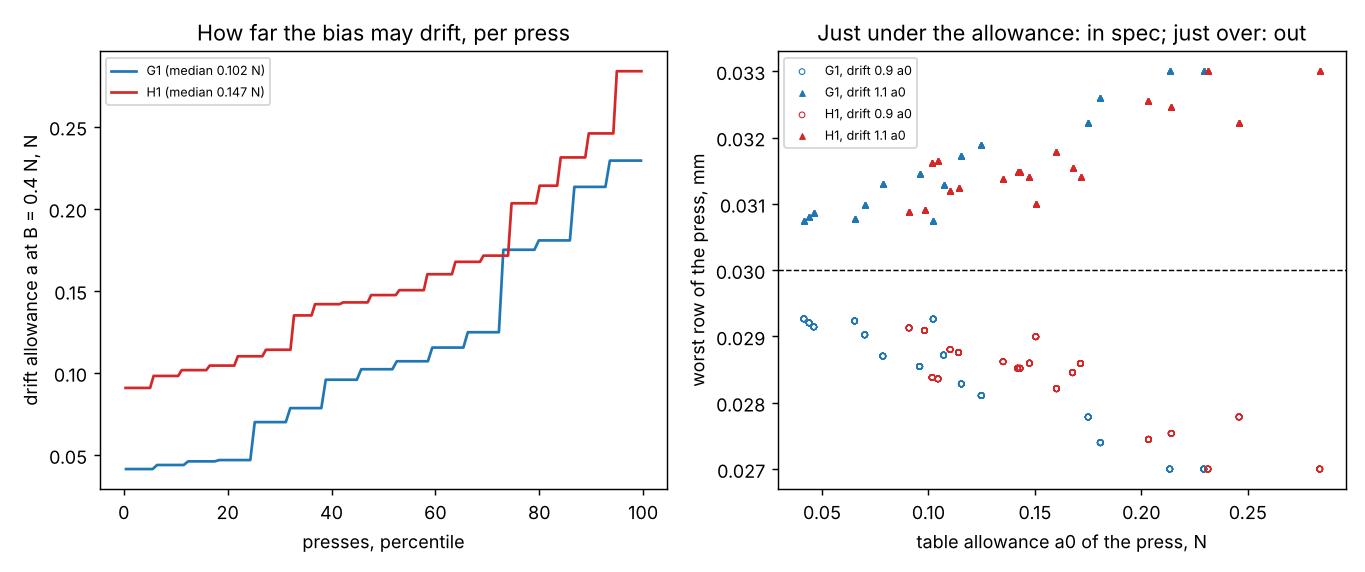 How far the bias may drift, per press
G1 (median 0.102 N)
H1 (median 0.147 N)
drift allowance a at B = 0.4 N, N
0.25
0.20
0.15
0.10
0.05
0
20
40
60
80
100
presses, percentile
Just under the allowance: in spec; just over: out
G1, drift 0.9 a0
G1, drift 1.1 a0
H1, drift 0.9 a0
H1, drift 1.1 a0
worst row of the press, mm
0.033
0.032
0.031
0.030
0.029
0.028
0.027
0.05
0.10
0.15
0.20
0.25
table allowance a0 of the press, N